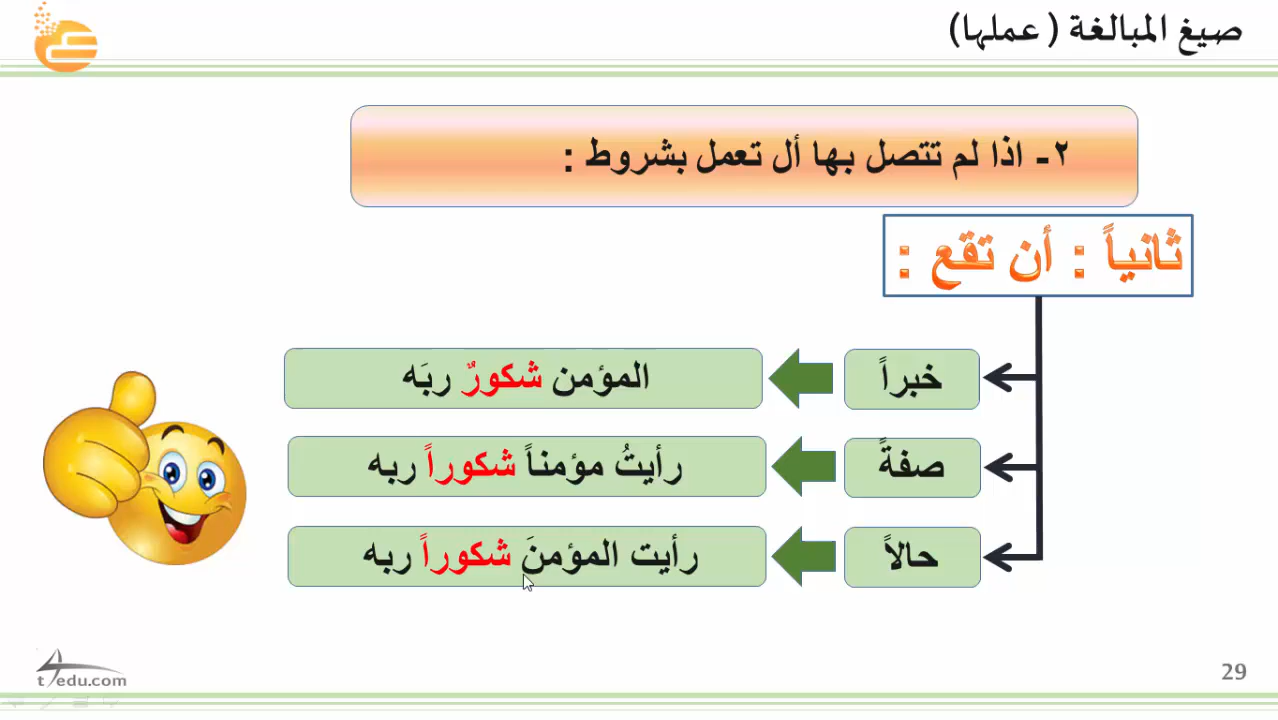 صيغ المبالغة ( عملها)
٢- اذا لم تتصل بها أل تعمل بشروط :
ثانياً : أن تقع :
خبراً
المؤمن شكورٌ ربَه
صفةً
رأيتُ مؤمناً شكوراً ربه
حالاً
رأيت المؤمنَ شكوراً ربه
t4edu.com
29